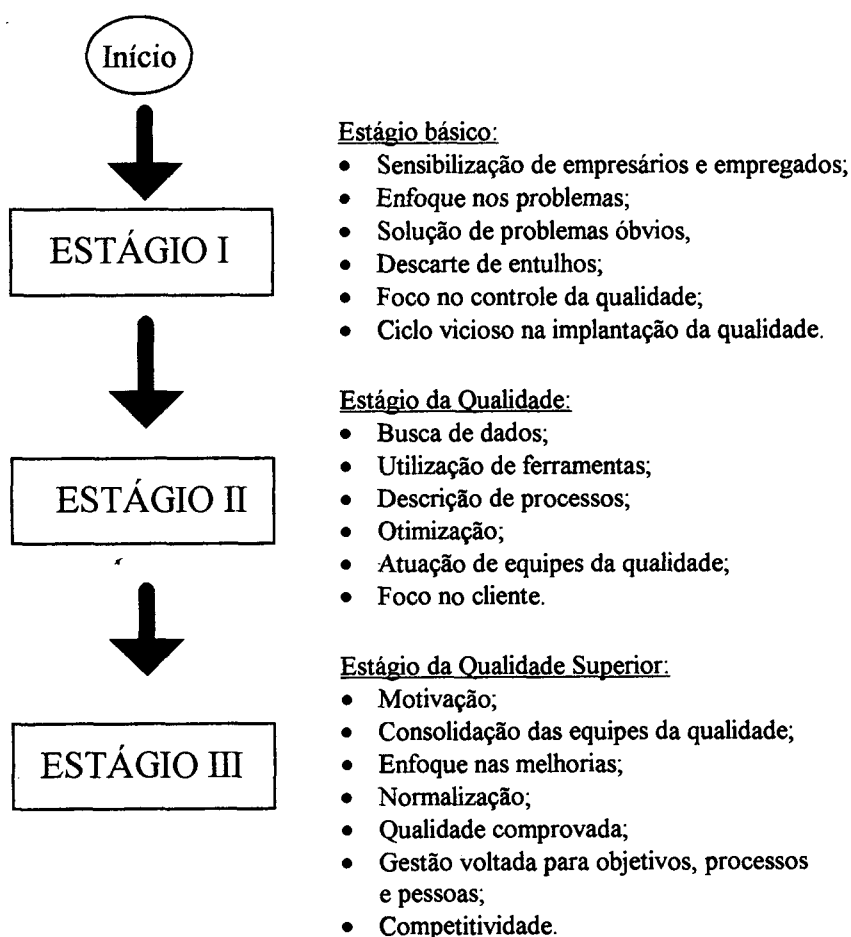 Início
Estágio básico:
• Sensibilização de empresários e empregados;
• Enfoque nos problemas;
• Solução de problemas óbvios,
• Descarte de entulhos;
• Foco no controle da qualidade;
• Ciclo vicioso na implantação da qualidade.
ESTÁGIO I
Estágio da Qualidade:
• Busca de dados;
• Utilização de ferramentas;
• Descrição de processos;
• Otimização;
• Atuação de equipes da qualidade;
• Foco no cliente.
ESTÁGIO II
Estágio da Qualidade Superior:
• Motivação;
• Consolidação das equipes da qualidade;
• Enfoque nas melhorias;
• Normalização;
• Qualidade comprovada;
• Gestão voltada para objetivos, processos
e pessoas;
• Competitividade.
ESTÁGIO III